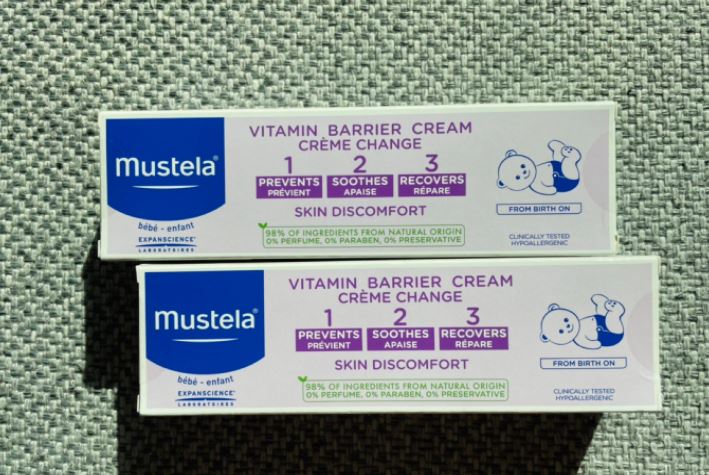 mustela®
bébé - enfant
EXPANSCIENCE®
LABORATOIRES
VITAMIN BARRIER CREAM
CRÈME CHANGE
1 2 3
PREVENTS SOOTHES RECOVERS
PRÉVIENT APAISE RÉPARE
SKIN DISCOMFORT
98% OF INGREDIENTS FROM NATURAL ORIGIN
0% PERFUME, 0% PARABEN, 0% PRESERVATIVE
FROM BIRTH ON
CLINICALLY TESTED
HYPOALLERGENIC
mustela®
bébé - enfant
EXPANSCIENCE®
LABORATOIRES
VITAMIN BARRIER CREAM
CRÈME CHANGE
1 2 3
PREVENTS SOOTHES RECOVERS
PRÉVIENT APAISE RÉPARE
SKIN DISCOMFORT
98% OF INGREDIENTS FROM NATURAL ORIGIN
0% PERFUME, 0% PARABEN, 0% PRESERVATIVE
FROM BIRTH ON
CLINICALLY TESTED
HYPOALLERGENIC